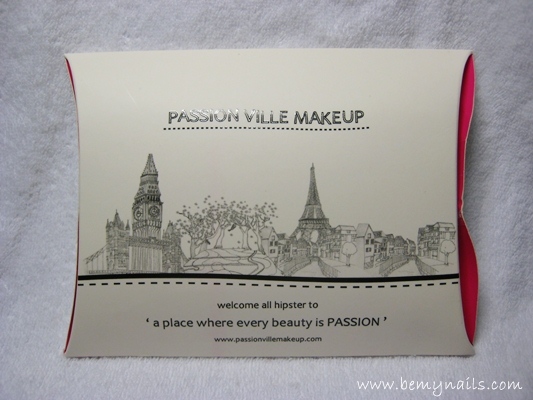 PASSION VILLE MAKEUP
welcome all hipster to
‘ a place where every beauty is PASSION ’
www.passionvillemakeup.com
www.bemynails.com